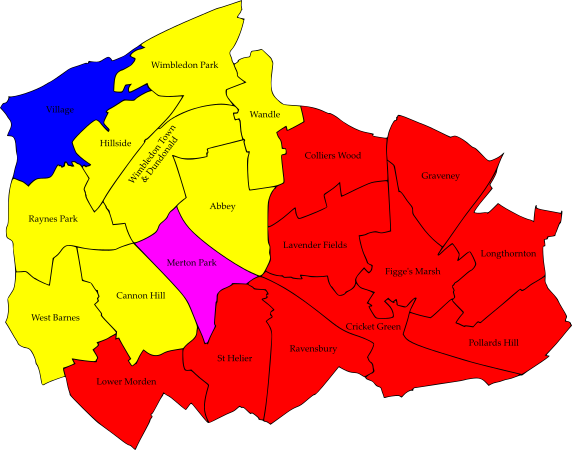 Wimbledon Park
Village
Wandle
Hillside
Wimbledon Town
& Dundonald
Colliers Wood
Graveney
Raynes Park
Abbey
Lavender Fields
Longthornton
Merton Park
Figge's Marsh
Cannon Hill
West Barnes
Cricket Green
Pollards Hill
Ravensbury
St Helier
Lower Morden